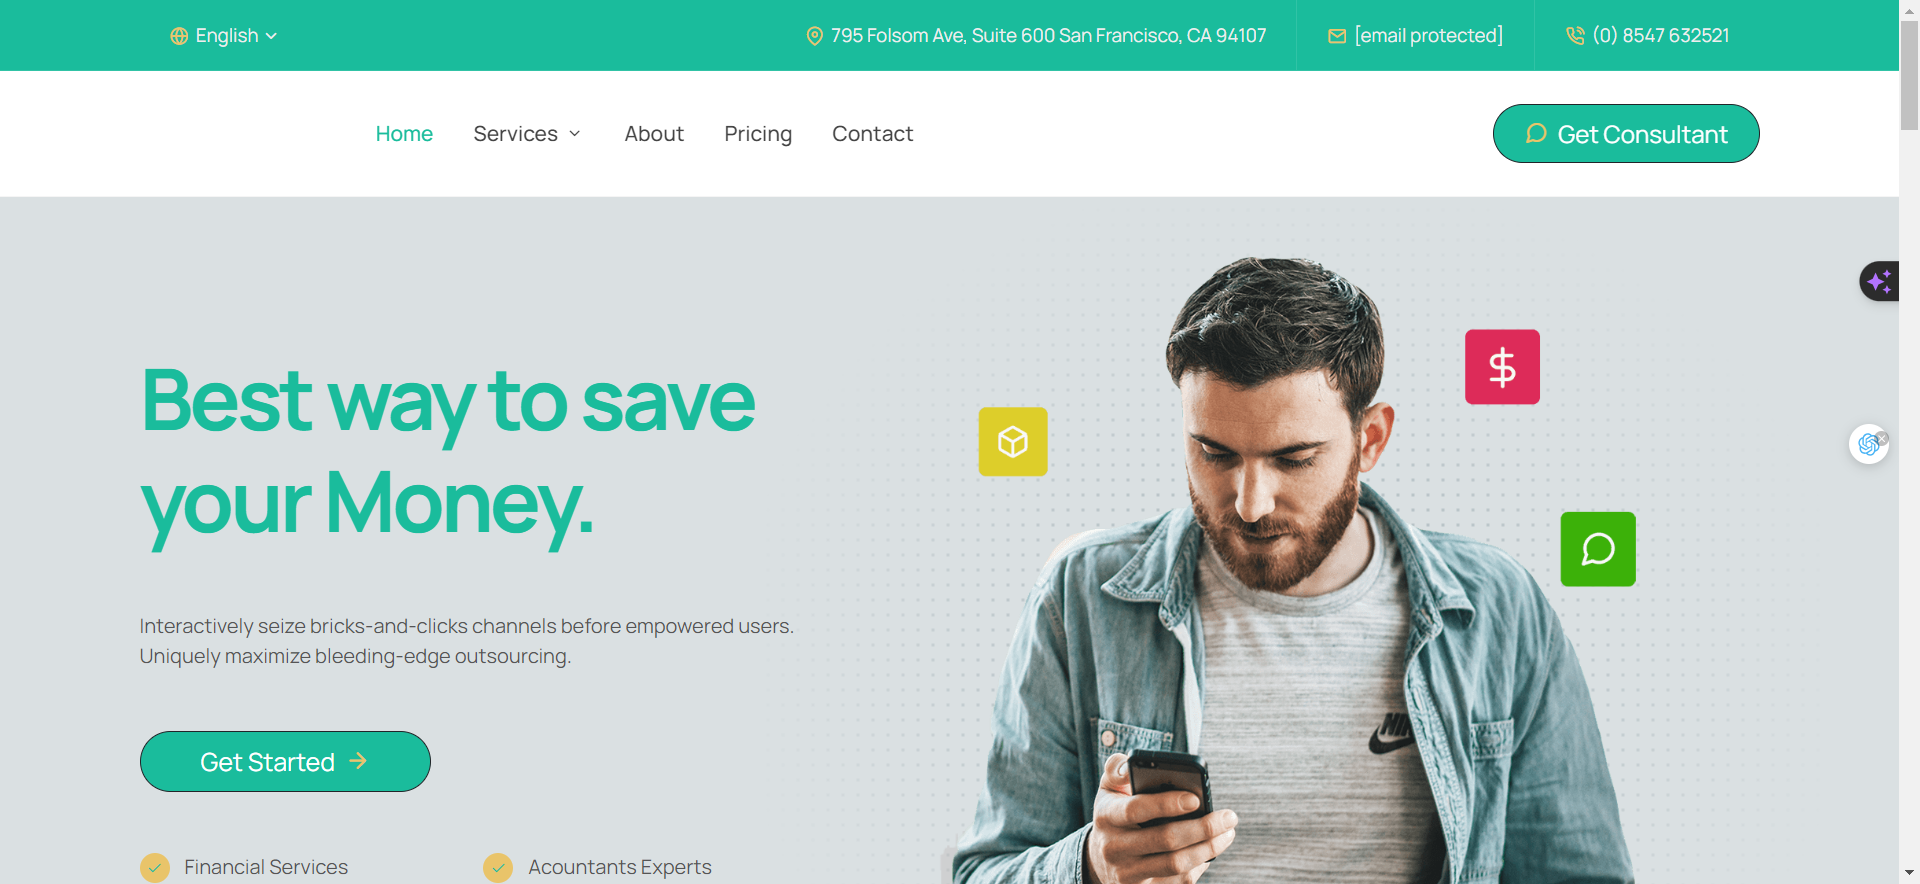 English
795 Folsom Ave, Suite 600 San Francisco, CA 94107
[email protected]
(0) 8547 632521
Home
Services
About
Pricing
Contact
Get Consultant
Best way to save
your Money.
Interactively seize bricks-and-clicks channels before empowered users.
Uniquely maximize bleeding-edge outsourcing.
Get Started
Financial Services
Acountants Experts
$